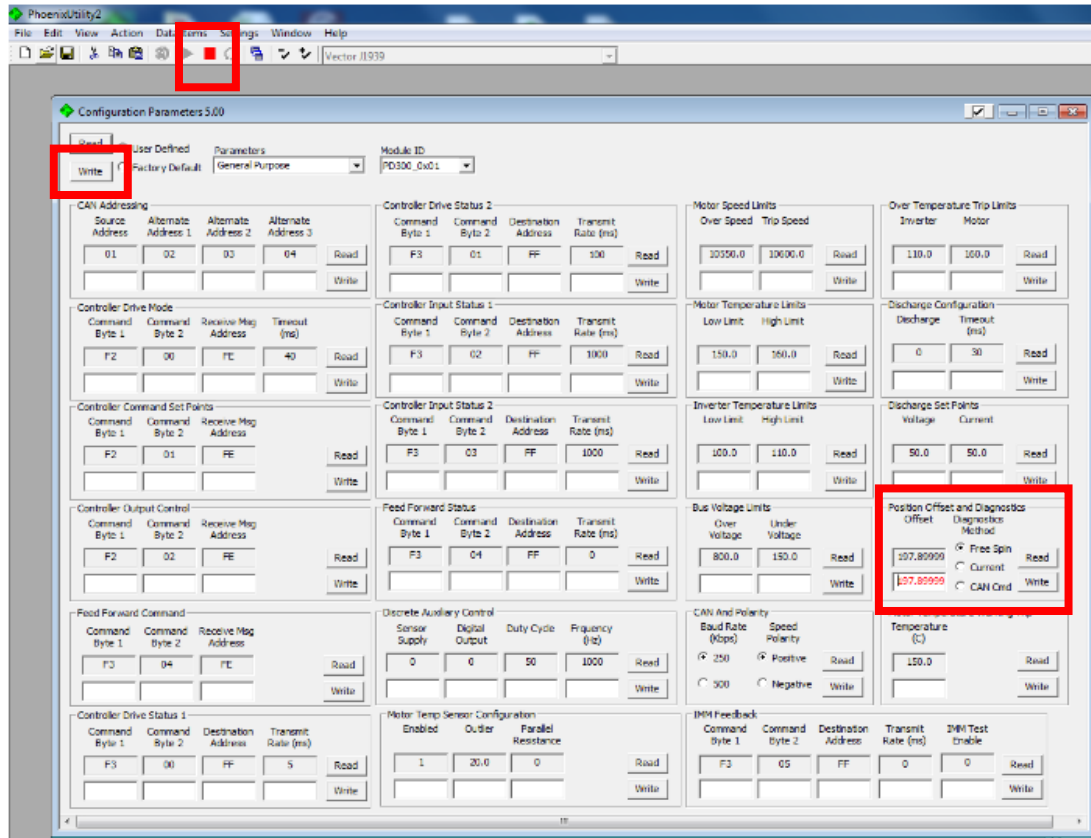 PhoenixUtility2
File Edit View Action Data Items Settings Window Help
Vector J1939
Configuration Parameters 5.00
Read
Write
User Defined
Factory Default
Parameters
General Purpose
Module ID
PD300_0x01
CAN Addressing
Source Address Alternate Address 1 Alternate Address 2 Alternate Address 3
01 02 03 04 Read
Write
Controller Drive Mode
Command Byte 1 Command Byte 2 Receive Msg Address Timeout (ms)
F2 00 FE 40 Read
Write
Controller Command Set Points
Command Byte 1 Command Byte 2 Receive Msg Address
F2 01 FE Read
Write
Controller Output Control
Command Byte 1 Command Byte 2 Receive Msg Address
F2 02 FE Read
Write
Feed Forward Command
Command Byte 1 Command Byte 2 Receive Msg Address
F3 04 FE Read
Write
Controller Drive Status 1
Command Byte 1 Command Byte 2 Destination Address Transmit Rate (ms)
F3 00 FF 5 Read
Write
Controller Drive Status 2
Command Byte 1 Command Byte 2 Destination Address Transmit Rate (ms)
F3 01 FF 100 Read
Write
Controller Input Status 1
Command Byte 1 Command Byte 2 Destination Address Transmit Rate (ms)
F3 02 FF 1000 Read
Write
Controller Input Status 2
Command Byte 1 Command Byte 2 Destination Address Transmit Rate (ms)
F3 03 FF 1000 Read
Write
Feed Forward Status
Command Byte 1 Command Byte 2 Destination Address Transmit Rate (ms)
F3 04 FF 0 Read
Write
Discrete Auxiliary Control
Sensor Supply Digital Output Duty Cycle Frquency (Hz)
0 0 50 1000 Read
Write
Motor Temp Sensor Configuration
Enabled Outlier Parallel Resistance
1 20.0 0 Read
Write
Motor Speed Limits
Over Speed Trip Speed
10550.0 10600.0 Read
Write
Motor Temperature Limits
Low Limit High Limit
150.0 160.0 Read
Write
Inverter Temperature Limits
Low Limit High Limit
100.0 110.0 Read
Write
Bus Voltage Limits
Over Voltage Under Voltage
800.0 150.0 Read
Write
CAN And Polarity
Baud Rate (Kbps) Speed Polarity
250 Positive Read
500 Negative Write
IMM Feedback
Command Byte 1 Command Byte 2 Destination Address Transmit Rate (ms) IMM Test Enable
F3 05 FF 0 0 Read
Write
Over Temperature Trip Limits
Inverter Motor
110.0 160.0 Read
Write
Discharge Configuration
Discharge Timeout (ms)
0 30 Read
Write
Discharge Set Points
Voltage Current
50.0 50.0 Read
Write
Position Offset and Diagnostics
Offset Diagnostics Method
197.89999 Free Spin Read
Current
197.89999 CAN Cmd Write
Temperature (C)
150.0 Read
Write